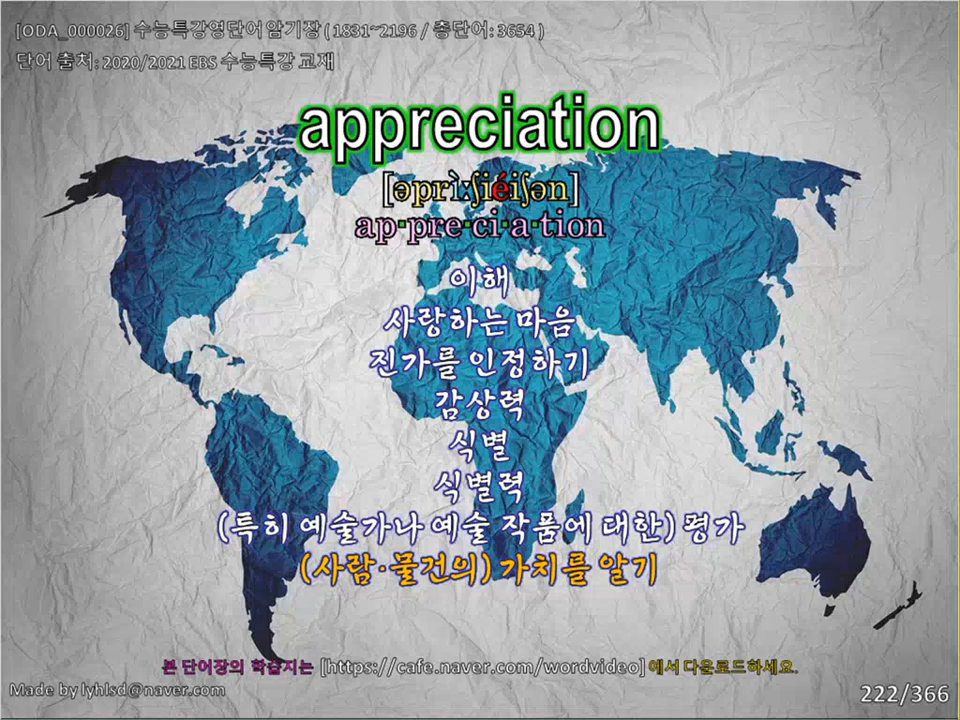 [ODA_000026] 수능특강영단어 암기장 ( 1831~2196 / 총단어: 3654 )
단어 출처: 2020/2021 EBS 수능특강 교재
appreciation
[əprìːʃiéiʃən]
ap·pre·ci·a·tion
이해
사랑하는 마음
진가를 인정하기
감상력
식별
식별력
(특히 예술가나 예술 작품에 대한) 평가
(사람·물건의) 가치를 알기
본 단어장의 학습지는 [https://cafe.naver.com/wordvideo] 에서 다운로드하세요.
Made by lyhlsd@naver.com
222/366